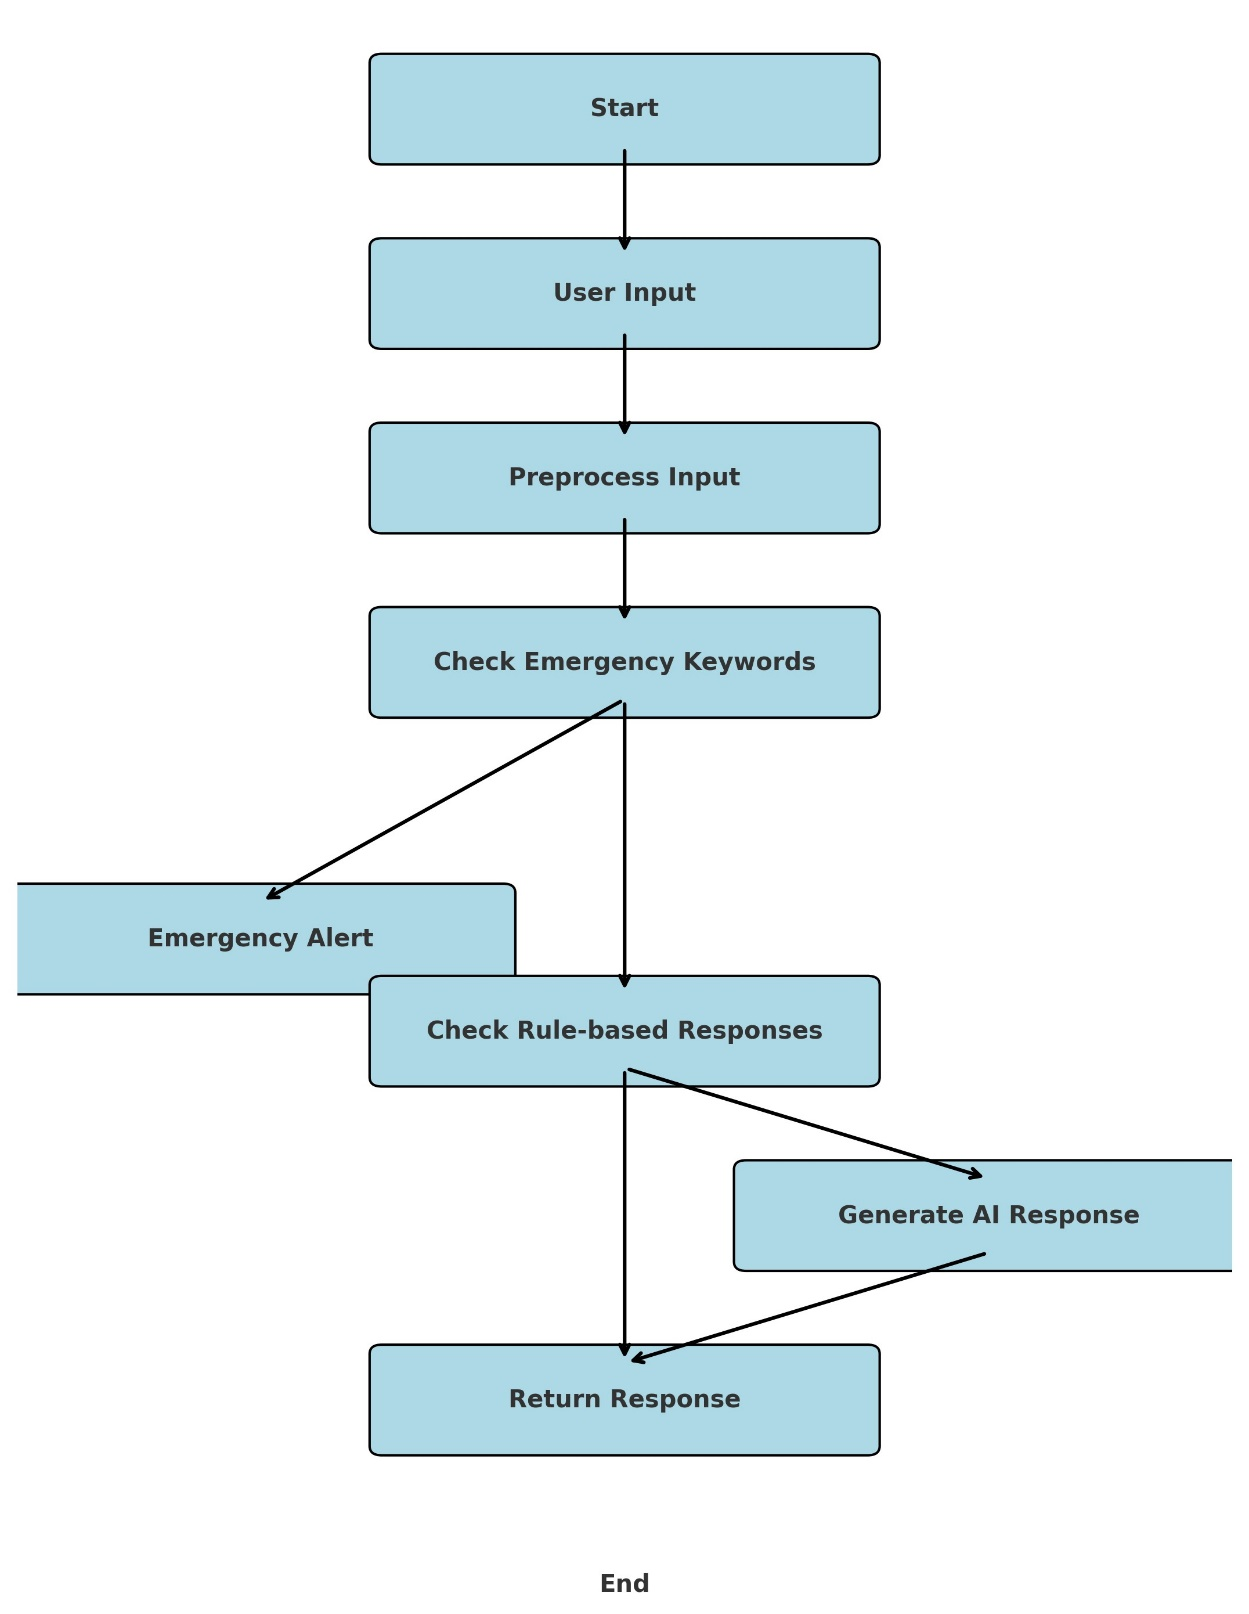 Start
User Input
Preprocess Input
Check Emergency Keywords
Emergency Alert
Check Rule-based Responses
Generate AI Response
Return Response
End